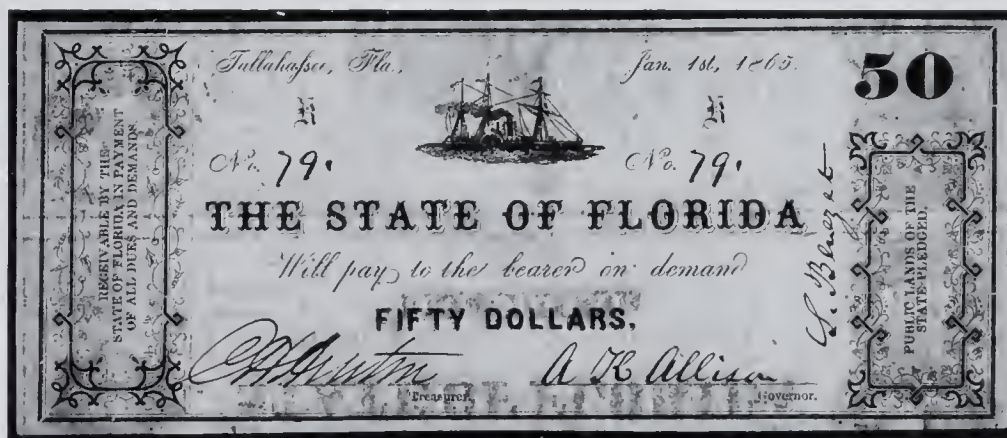 Tallahassee, Fla., Jan. 1st, 1865.
50
No. 79. No. 79.
THE STATE OF FLORIDA
Will pay to the bearer on demand
FIFTY DOLLARS,
A K Allison
Treasurer. Governor.
RECEIVABLE BY THE
STATE OF FLORIDA IN PAYMENT
OF ALL DUES AND DEMANDS.
PUBLIC LANDS OF THE
STATE PLEDGED.